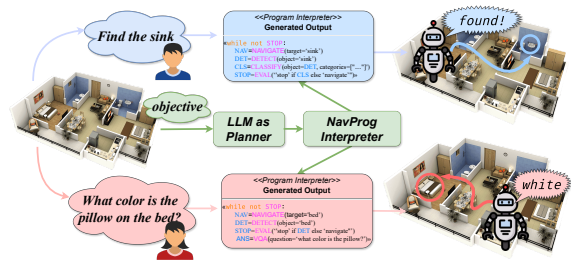 Find the sink
<<Program Interpreter>>
Generated Output
«while not STOP:
NAV=NAVIGATE(target='sink')
DET=DETECT(object='sink')
CLS=CLASSIFY(object=DET, categories=["…"])
STOP=EVAL("'stop' if CLS else 'navigate'")»
found!
objective
LLM as
Planner
NavProg
Interpreter
What color is the
pillow on the bed?
<<Program Interpreter>>
Generated Output
«while not STOP:
NAV=NAVIGATE(target='bed')
DET=DETECT(object='bed')
STOP=EVAL("'stop' if DET else 'navigate'")
ANS=VQA(question='what color is the pillow?')»
white